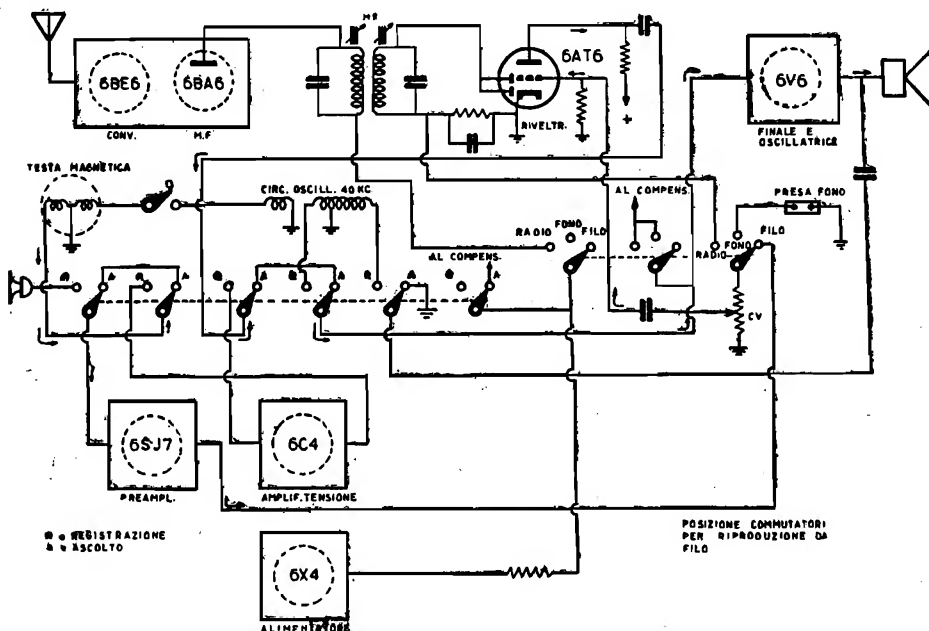 MF
6BE6
6BA6
6AT6
6V6
CONV.
M.F
RIVELTR.
FINALE E
OSCILLATRICE
TESTA MAGNETICA
CIRC. OSCILL. 40 KC
AL COMPENS.
PRESA FONO
RADIO
FONO
FILO
RADIO
FONO
FILO
AL COMPENS.
R
A
R
A
R
A
R
A
R
A
R
A
CV
+
6SJ7
6C4
PREAMPL.
AMPLIF. TENSIONE
R = REGISTRAZIONE
A = ASCOLTO
POSIZIONE COMMUTATORI
PER RIPRODUZIONE DA
FILO
6X4
ALIMENTATORE